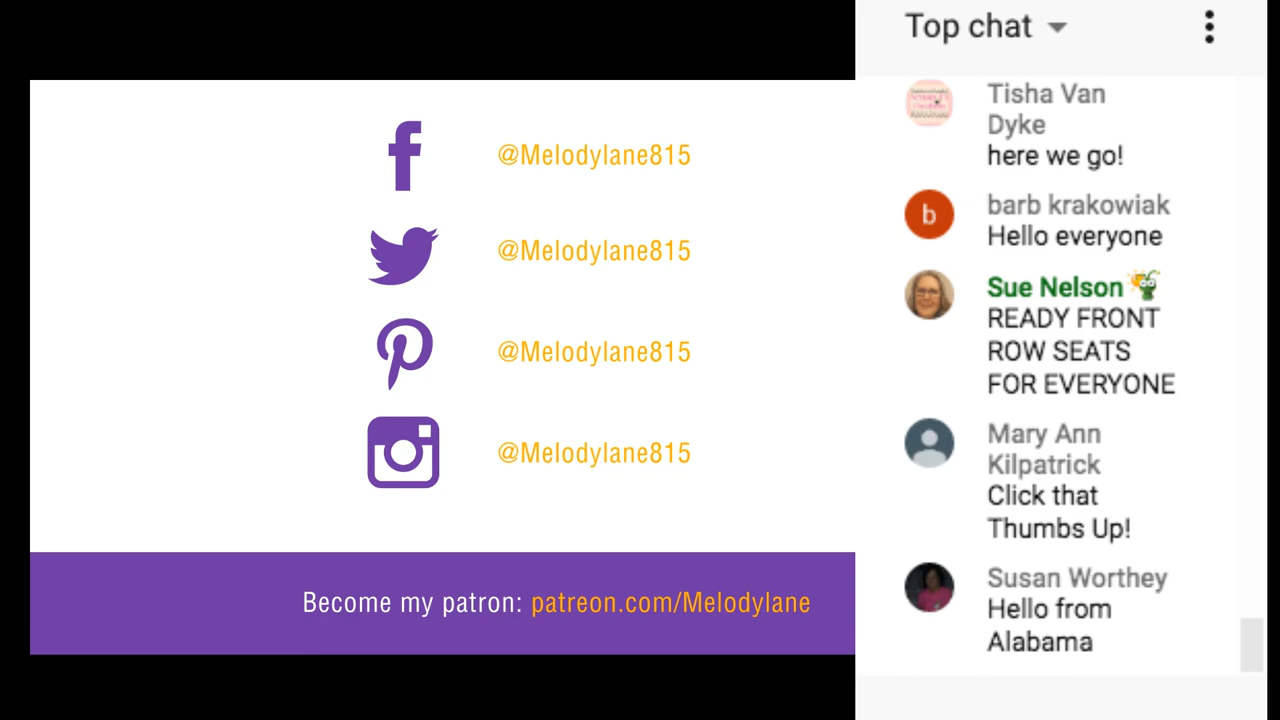 @Melodylane815
@Melodylane815
@Melodylane815
@Melodylane815
Become my patron: patreon.com/Melodylane
Top chat
Tisha Van
Dyke
here we go!
b
barb krakowiak
Hello everyone
Sue Nelson
READY FRONT
ROW SEATS
FOR EVERYONE
Mary Ann
Kilpatrick
Click that
Thumbs Up!
Susan Worthey
Hello from
Alabama